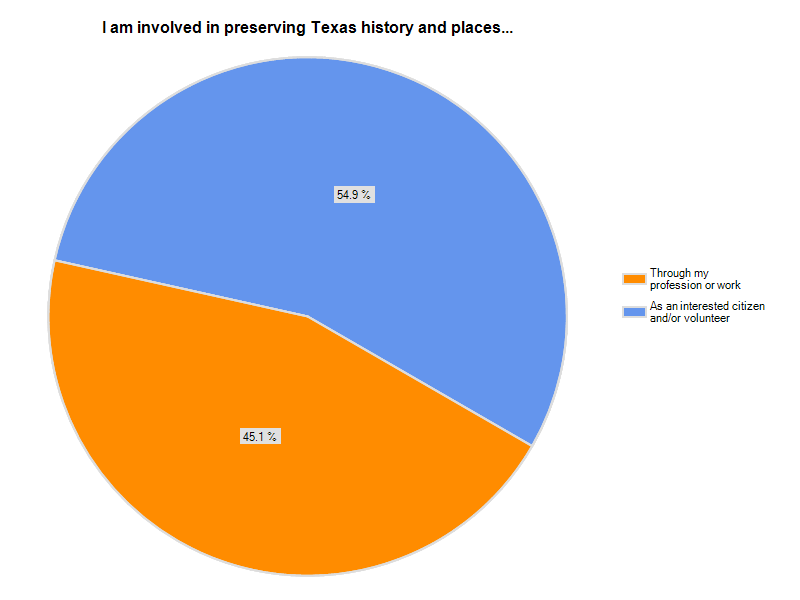 I am involved in preserving Texas history and places...
54.9 %
45.1 %
Through my
profession or work
As an interested citizen
and/or volunteer